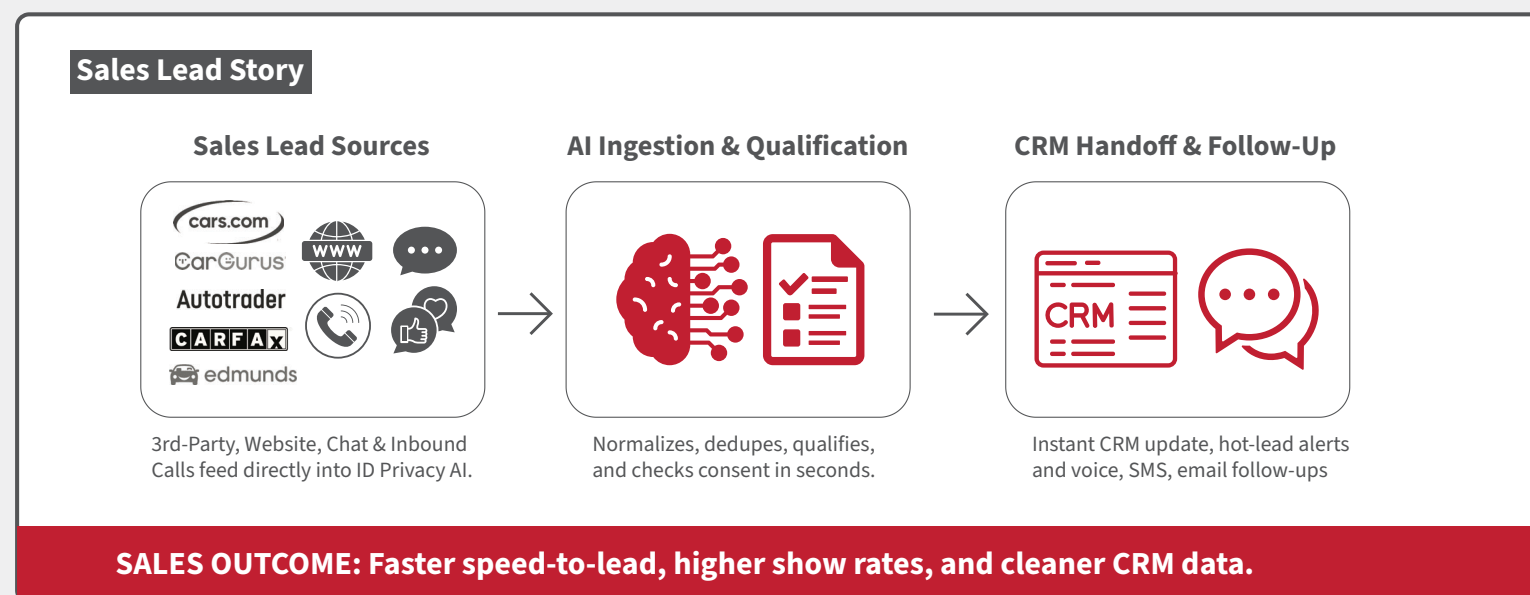 Sales Lead Story
Sales Lead Sources
cars.com
CarGurus
Autotrader
CARFAX
edmunds
WWW
3rd-Party, Website, Chat & Inbound
Calls feed directly into ID Privacy AI.
AI Ingestion & Qualification
Normalizes, dedupes, qualifies,
and checks consent in seconds.
CRM Handoff & Follow-Up
CRM
Instant CRM update, hot-lead alerts
and voice, SMS, email follow-ups
SALES OUTCOME: Faster speed-to-lead, higher show rates, and cleaner CRM data.